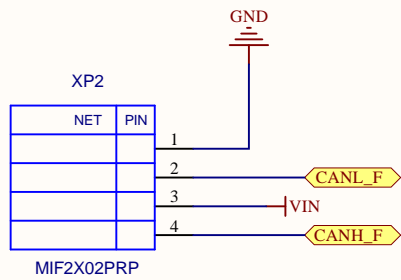 GND
XP2
NET PIN
1
2 CANL_F
3 VIN
4 CANH_F
MIF2X02PRP